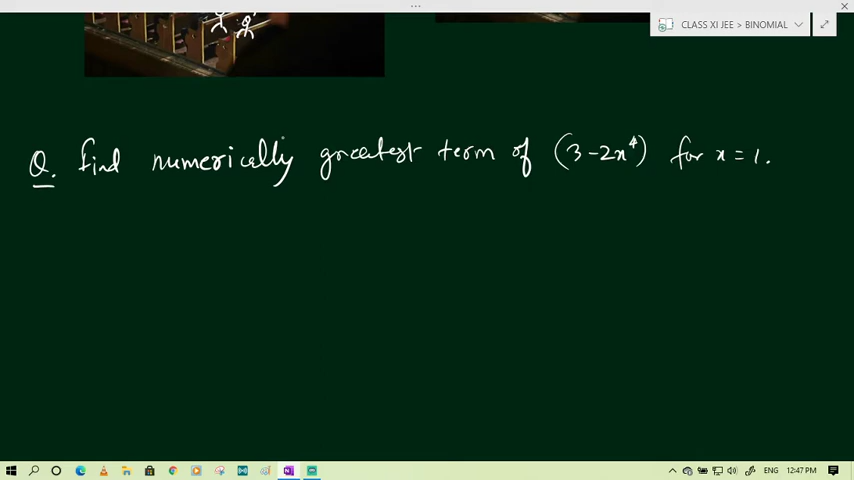 CLASS XI JEE > BINOMIAL
Q. Find numerically greatest term of (3-2x⁴) for x = 1.
ENG 12:47 PM